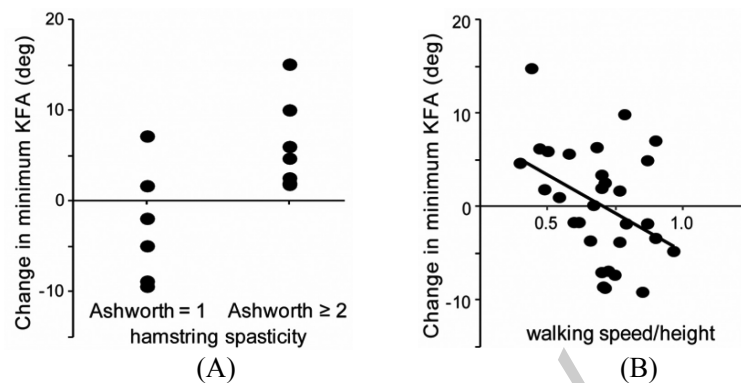 Change in minimum KFA (deg)
20
10
0
-10
Ashworth = 1
Ashworth ≥ 2
hamstring spasticity
(A)
Change in minimum KFA (deg)
20
10
0
-10
0.5
1.0
walking speed/height
(B)